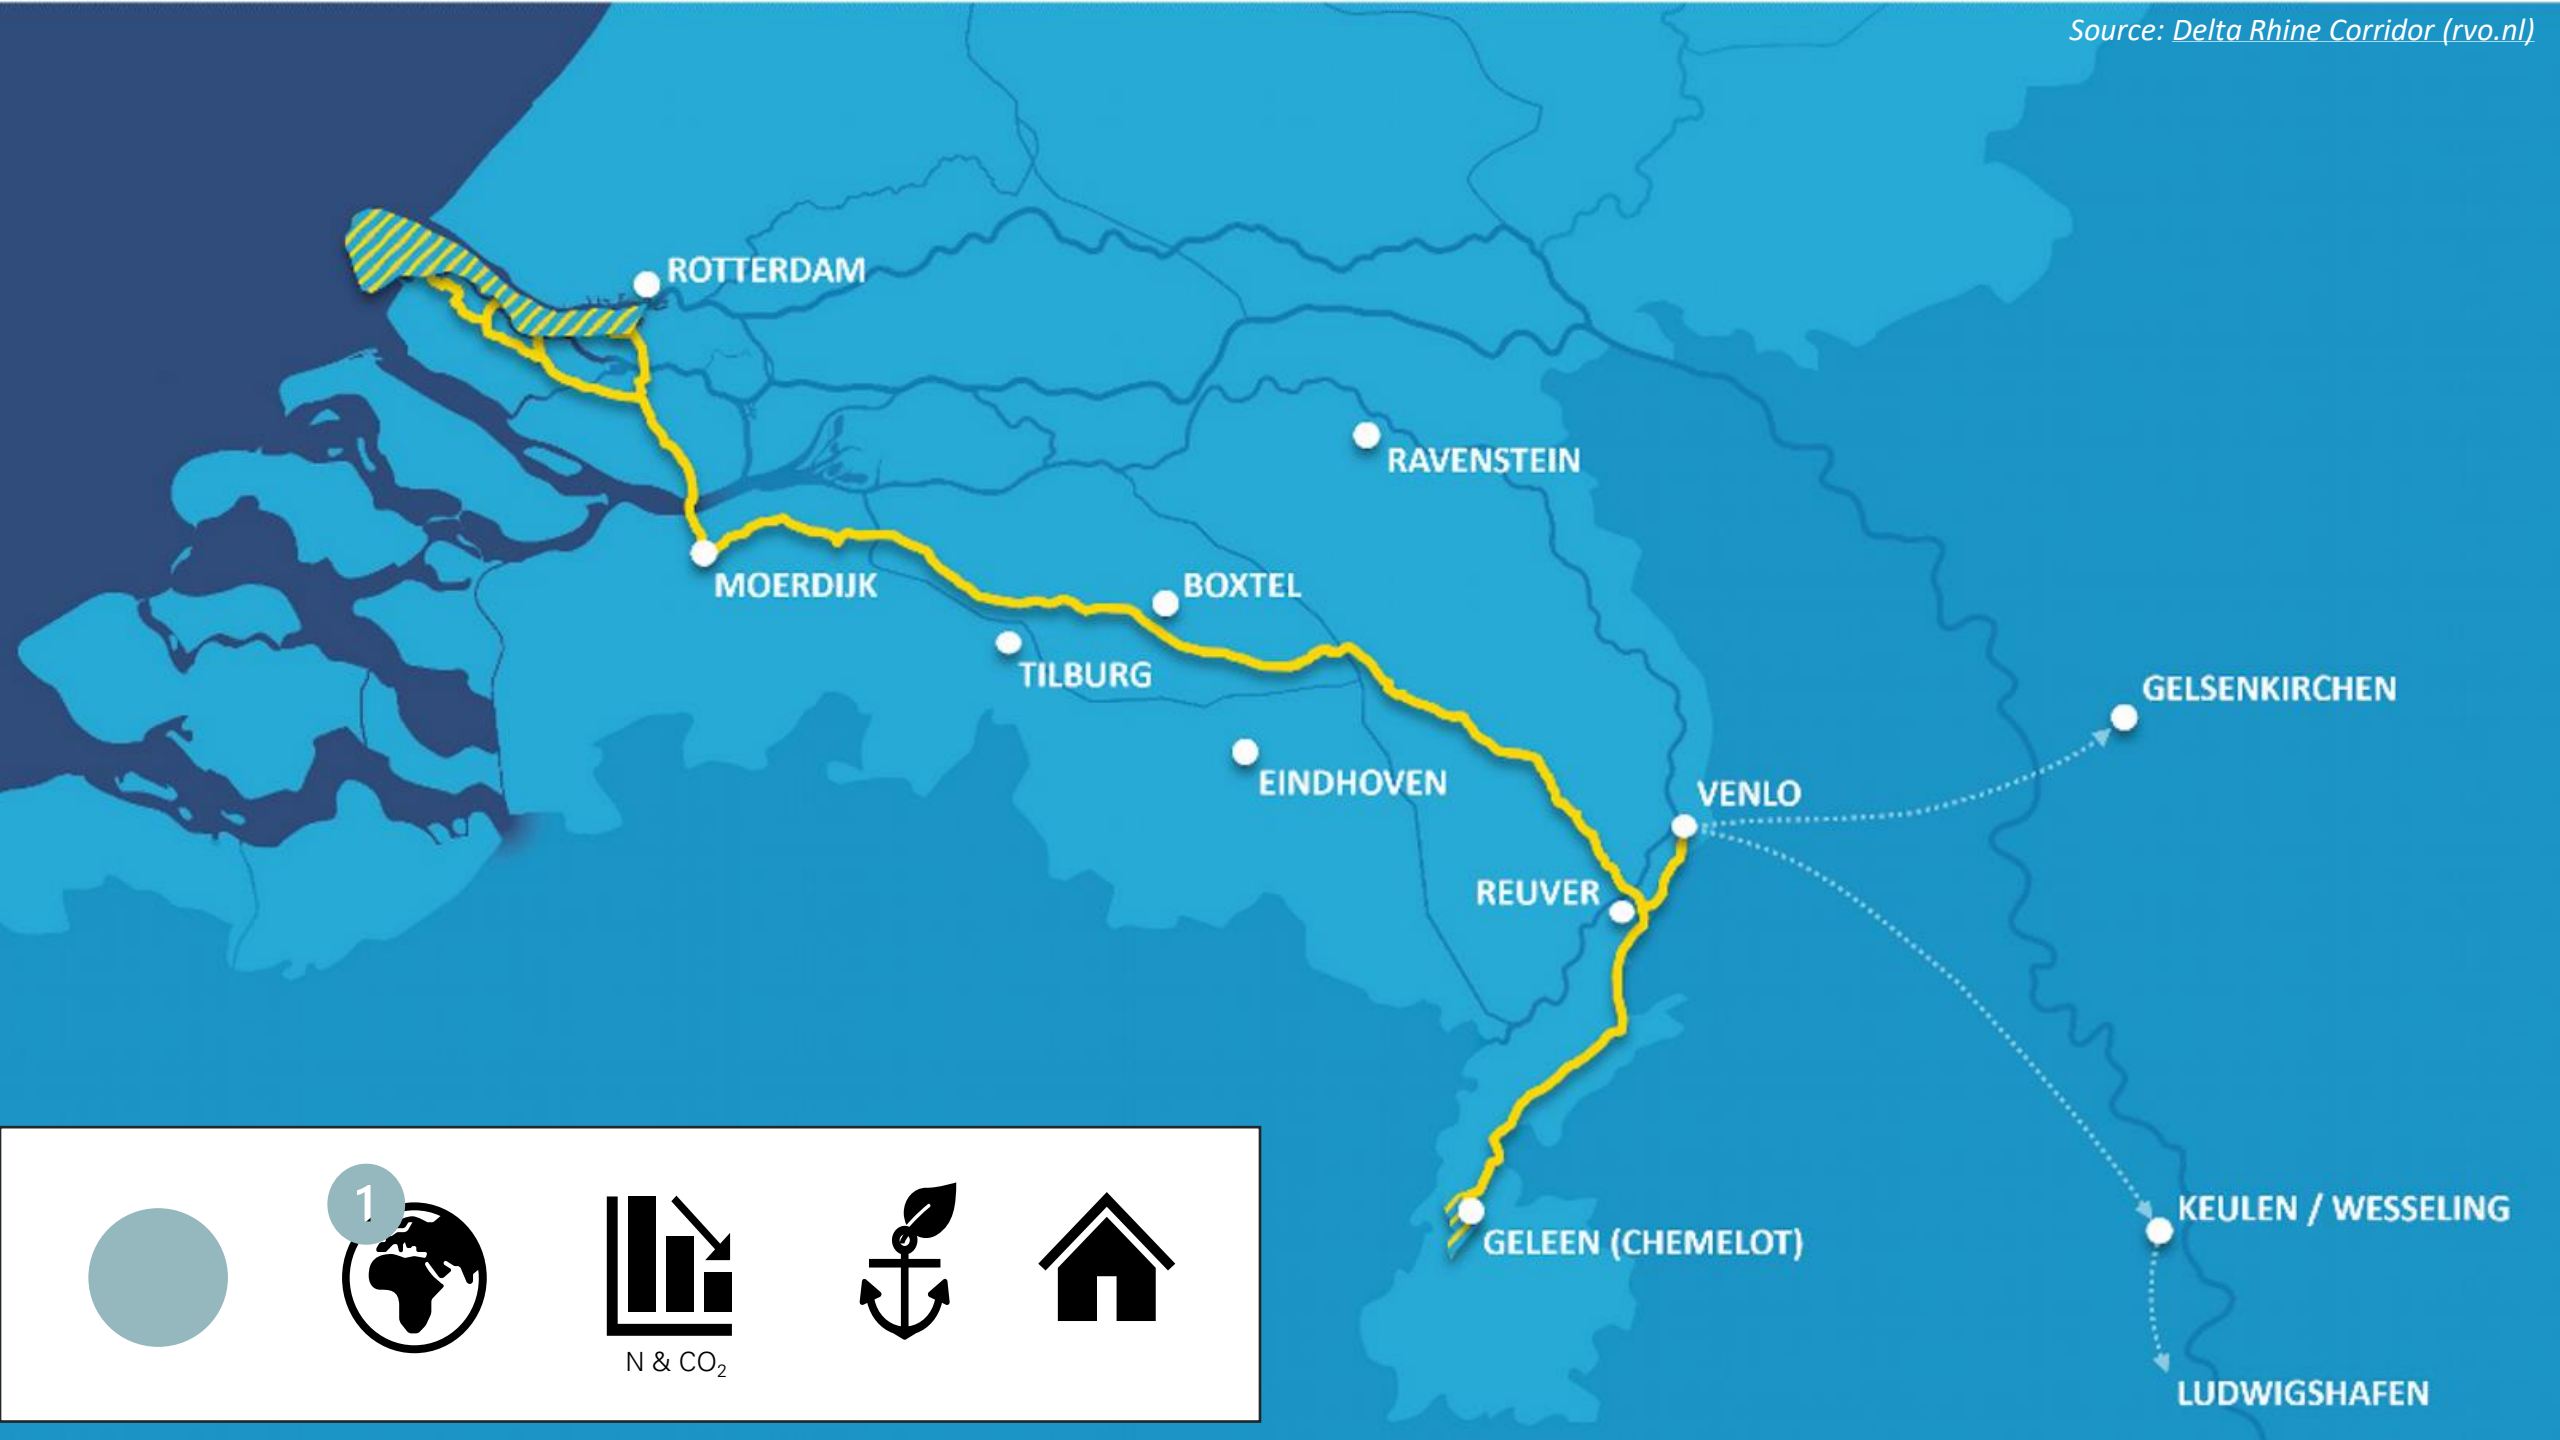 Source: Delta Rhine Corridor (rvo.nl)
ROTTERDAM
RAVENSTEIN
MOERDIJK
BOXTEL
TILBURG
GELSENKIRCHEN
EINDHOVEN
VENLO
REUVER
1
KEULEN / WESSELING
GELEEN (CHEMELOT)
N & CO₂
LUDWIGSHAFEN